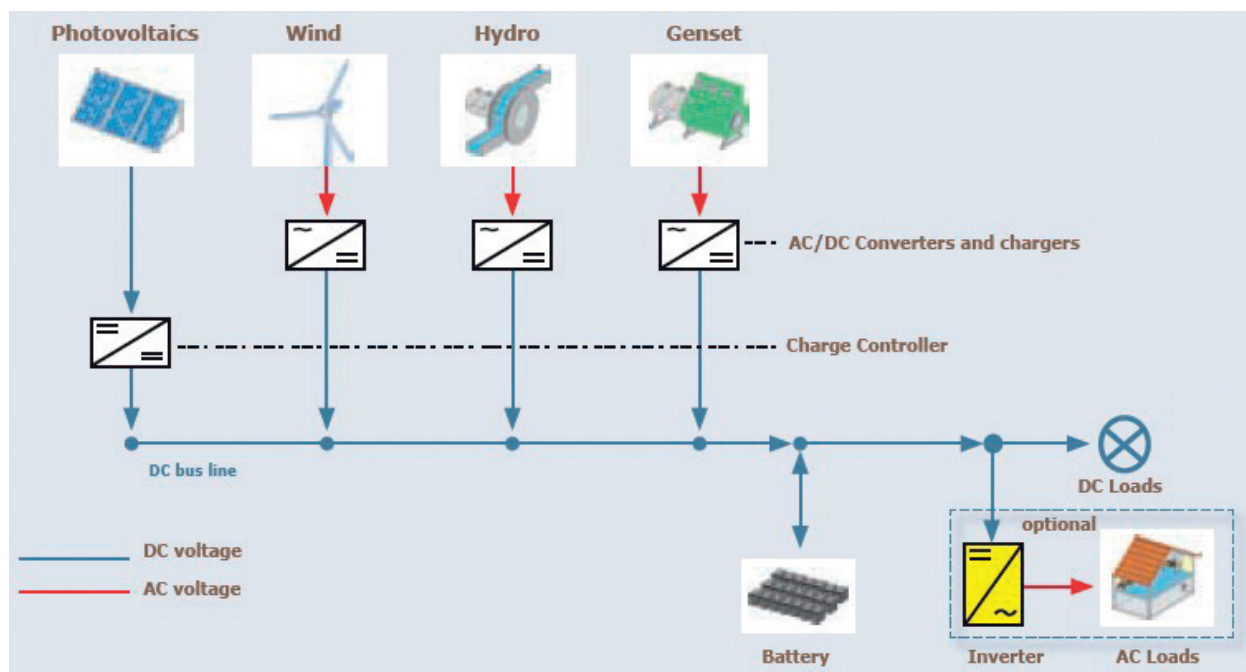 Photovoltaics
Wind
Hydro
Genset
AC/DC Converters and chargers
Charge Controller
DC bus line
DC Loads
optional
DC voltage
AC voltage
Battery
Inverter
AC Loads